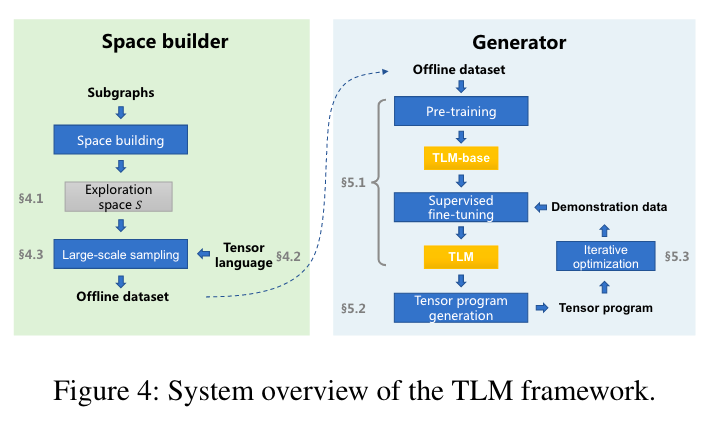 Space builder
Subgraphs
Space building
§4.1
Exploration
space S
§4.3
Large-scale sampling
Tensor
language
§4.2
Offline dataset
Generator
Offline dataset
Pre-training
TLM-base
§5.1
Supervised
fine-tuning
Demonstration data
TLM
Iterative
optimization
§5.3
§5.2
Tensor program
generation
Tensor program
Figure 4: System overview of the TLM framework.